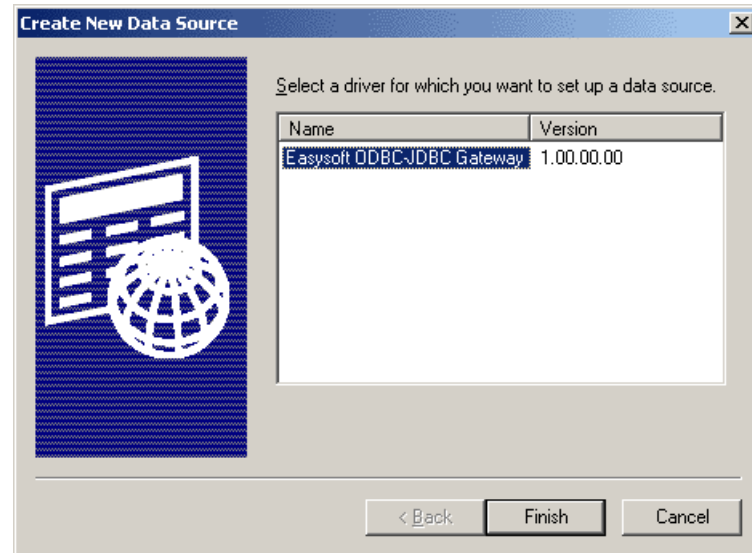 Create New Data Source
Select a driver for which you want to set up a data source.
Name Version
Easysoft ODBC-JDBC Gateway 1.00.00.00
< Back Finish Cancel